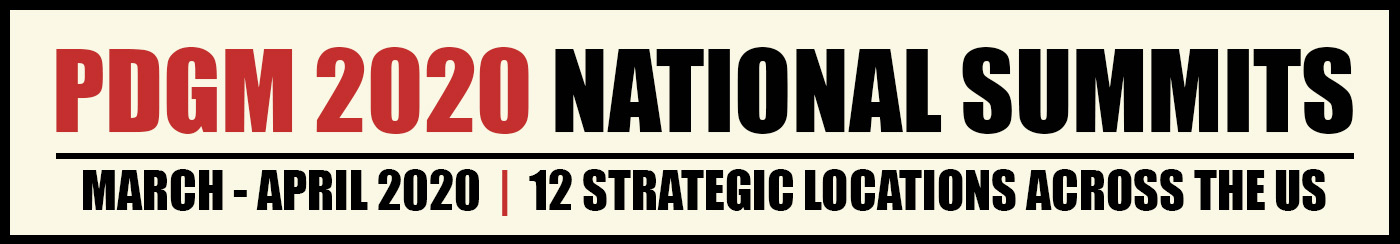 PDGM 2020 NATIONAL SUMMITS
MARCH - APRIL 2020 | 12 STRATEGIC LOCATIONS ACROSS THE US